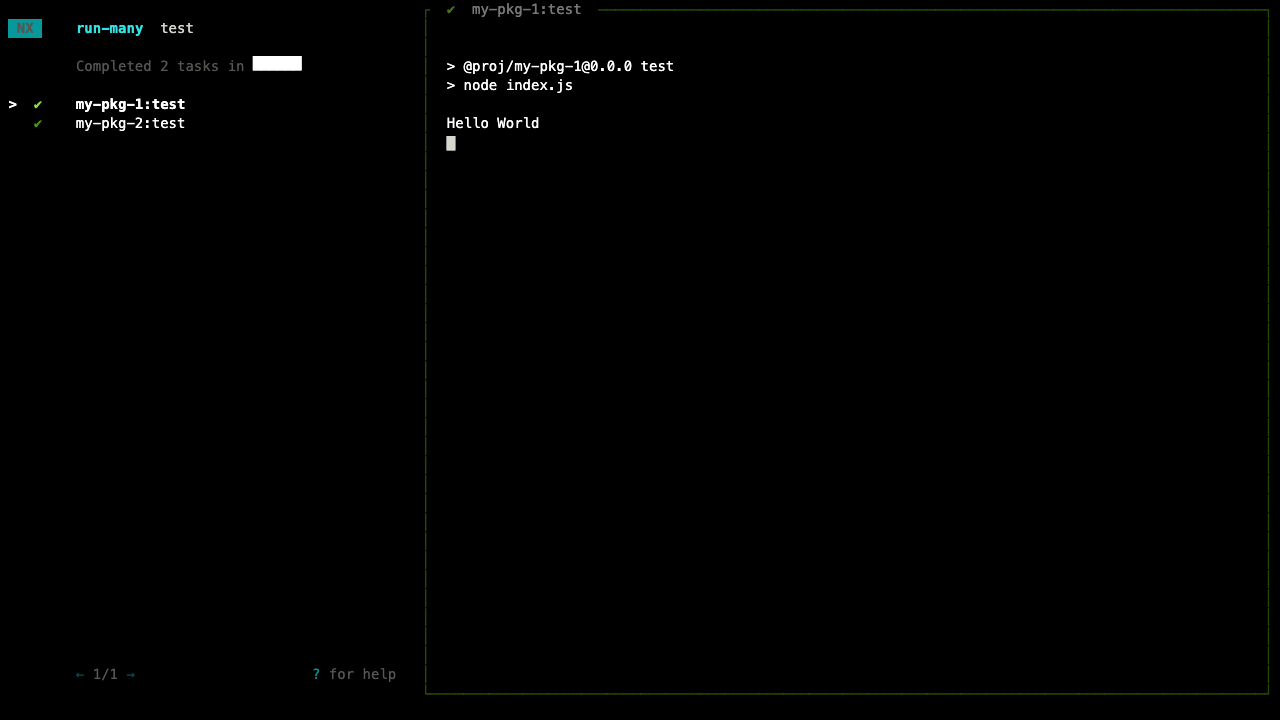 NX run-many test
Completed 2 tasks in
> ✔ my-pkg-1:test
✔ my-pkg-2:test
← 1/1 → ? for help
✔ my-pkg-1:test
> @proj/my-pkg-1@0.0.0 test
> node index.js
Hello World